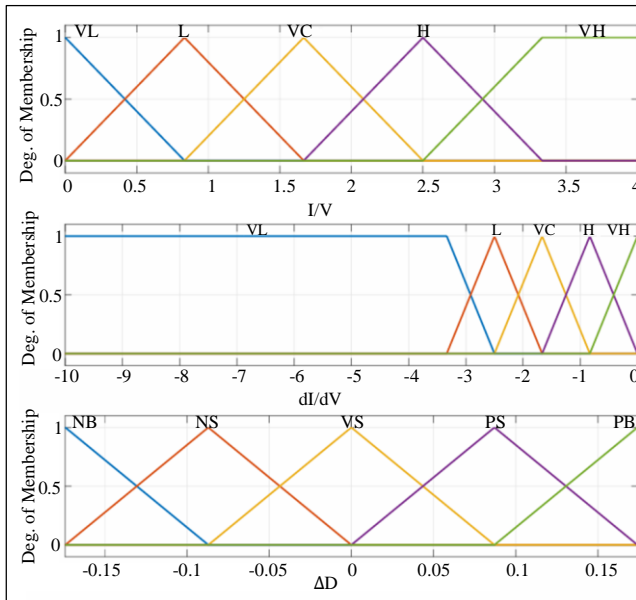 VL L VC H VH
Deg. of Membership
1
0.5
0
0 0.5 1 1.5 2 2.5 3 3.5 4
I/V
VL L VC H VH
Deg. of Membership
1
0.5
0
-10 -9 -8 -7 -6 -5 -4 -3 -2 -1 0
dI/dV
NB NS VS PS PB
Deg. of Membership
1
0.5
0
-0.15 -0.1 -0.05 0 0.05 0.1 0.15
ΔD